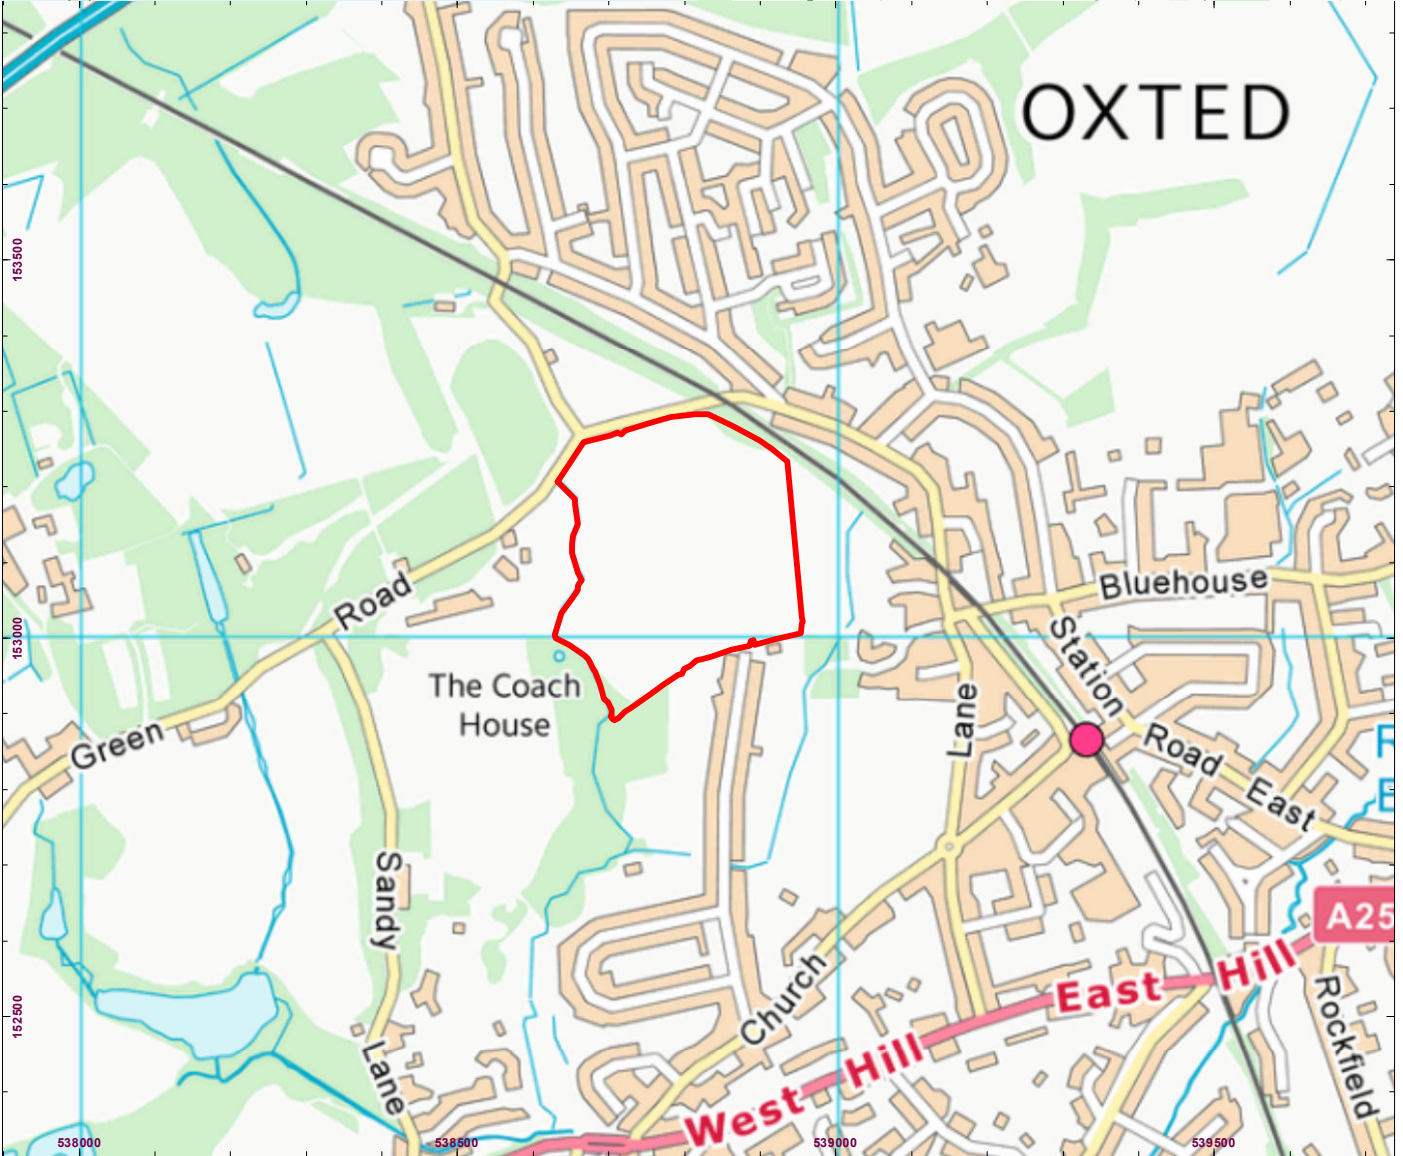 OXTED
153500
Bluehouse
Road
153000
Station
The Coach
House
Lane
Green
Road
East
R
E
Sandy
A25
Church
East Hill
152500
Rockfield
West Hill
Lane
538000
538500
539000
539500